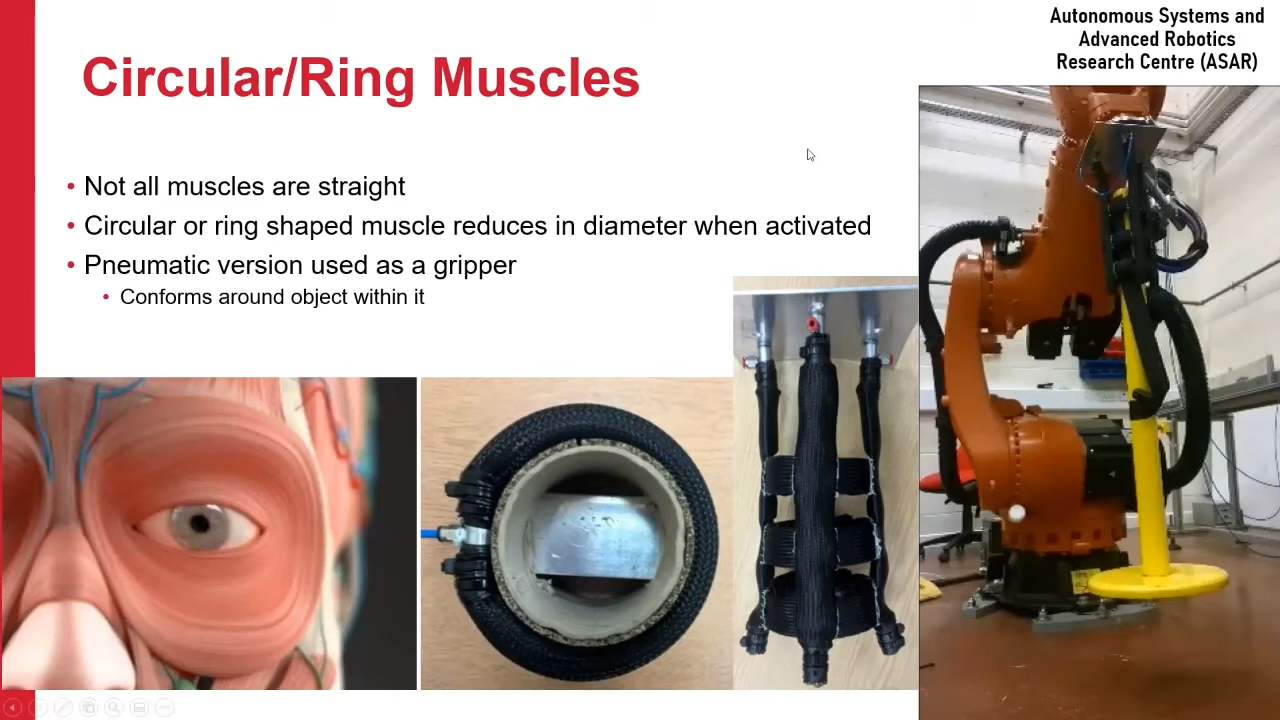 Autonomous Systems and
Advanced Robotics
Research Centre (ASAR)
Circular/Ring Muscles
• Not all muscles are straight
• Circular or ring shaped muscle reduces in diameter when activated
• Pneumatic version used as a gripper
• Conforms around object within it